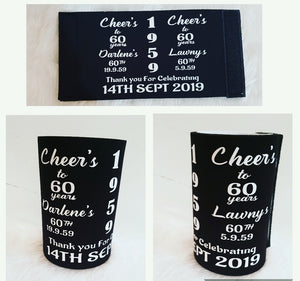 Cheer's 1 Cheer's
to 9 to
60 5 60
years 9 years
Darlene's Lawny's
60TH 60TH
19.9.59 5.9.59
Thank you For Celebrating
14TH SEPT 2019
Cheer's 1
to 9
60 5
years 9
Darlene's
60TH
19.9.59
Thank you For
14TH SEPT
1 Cheer's
9 to
5 60
9 years
Lawny's
60TH
5.9.59
r Celebrating
PT 2019